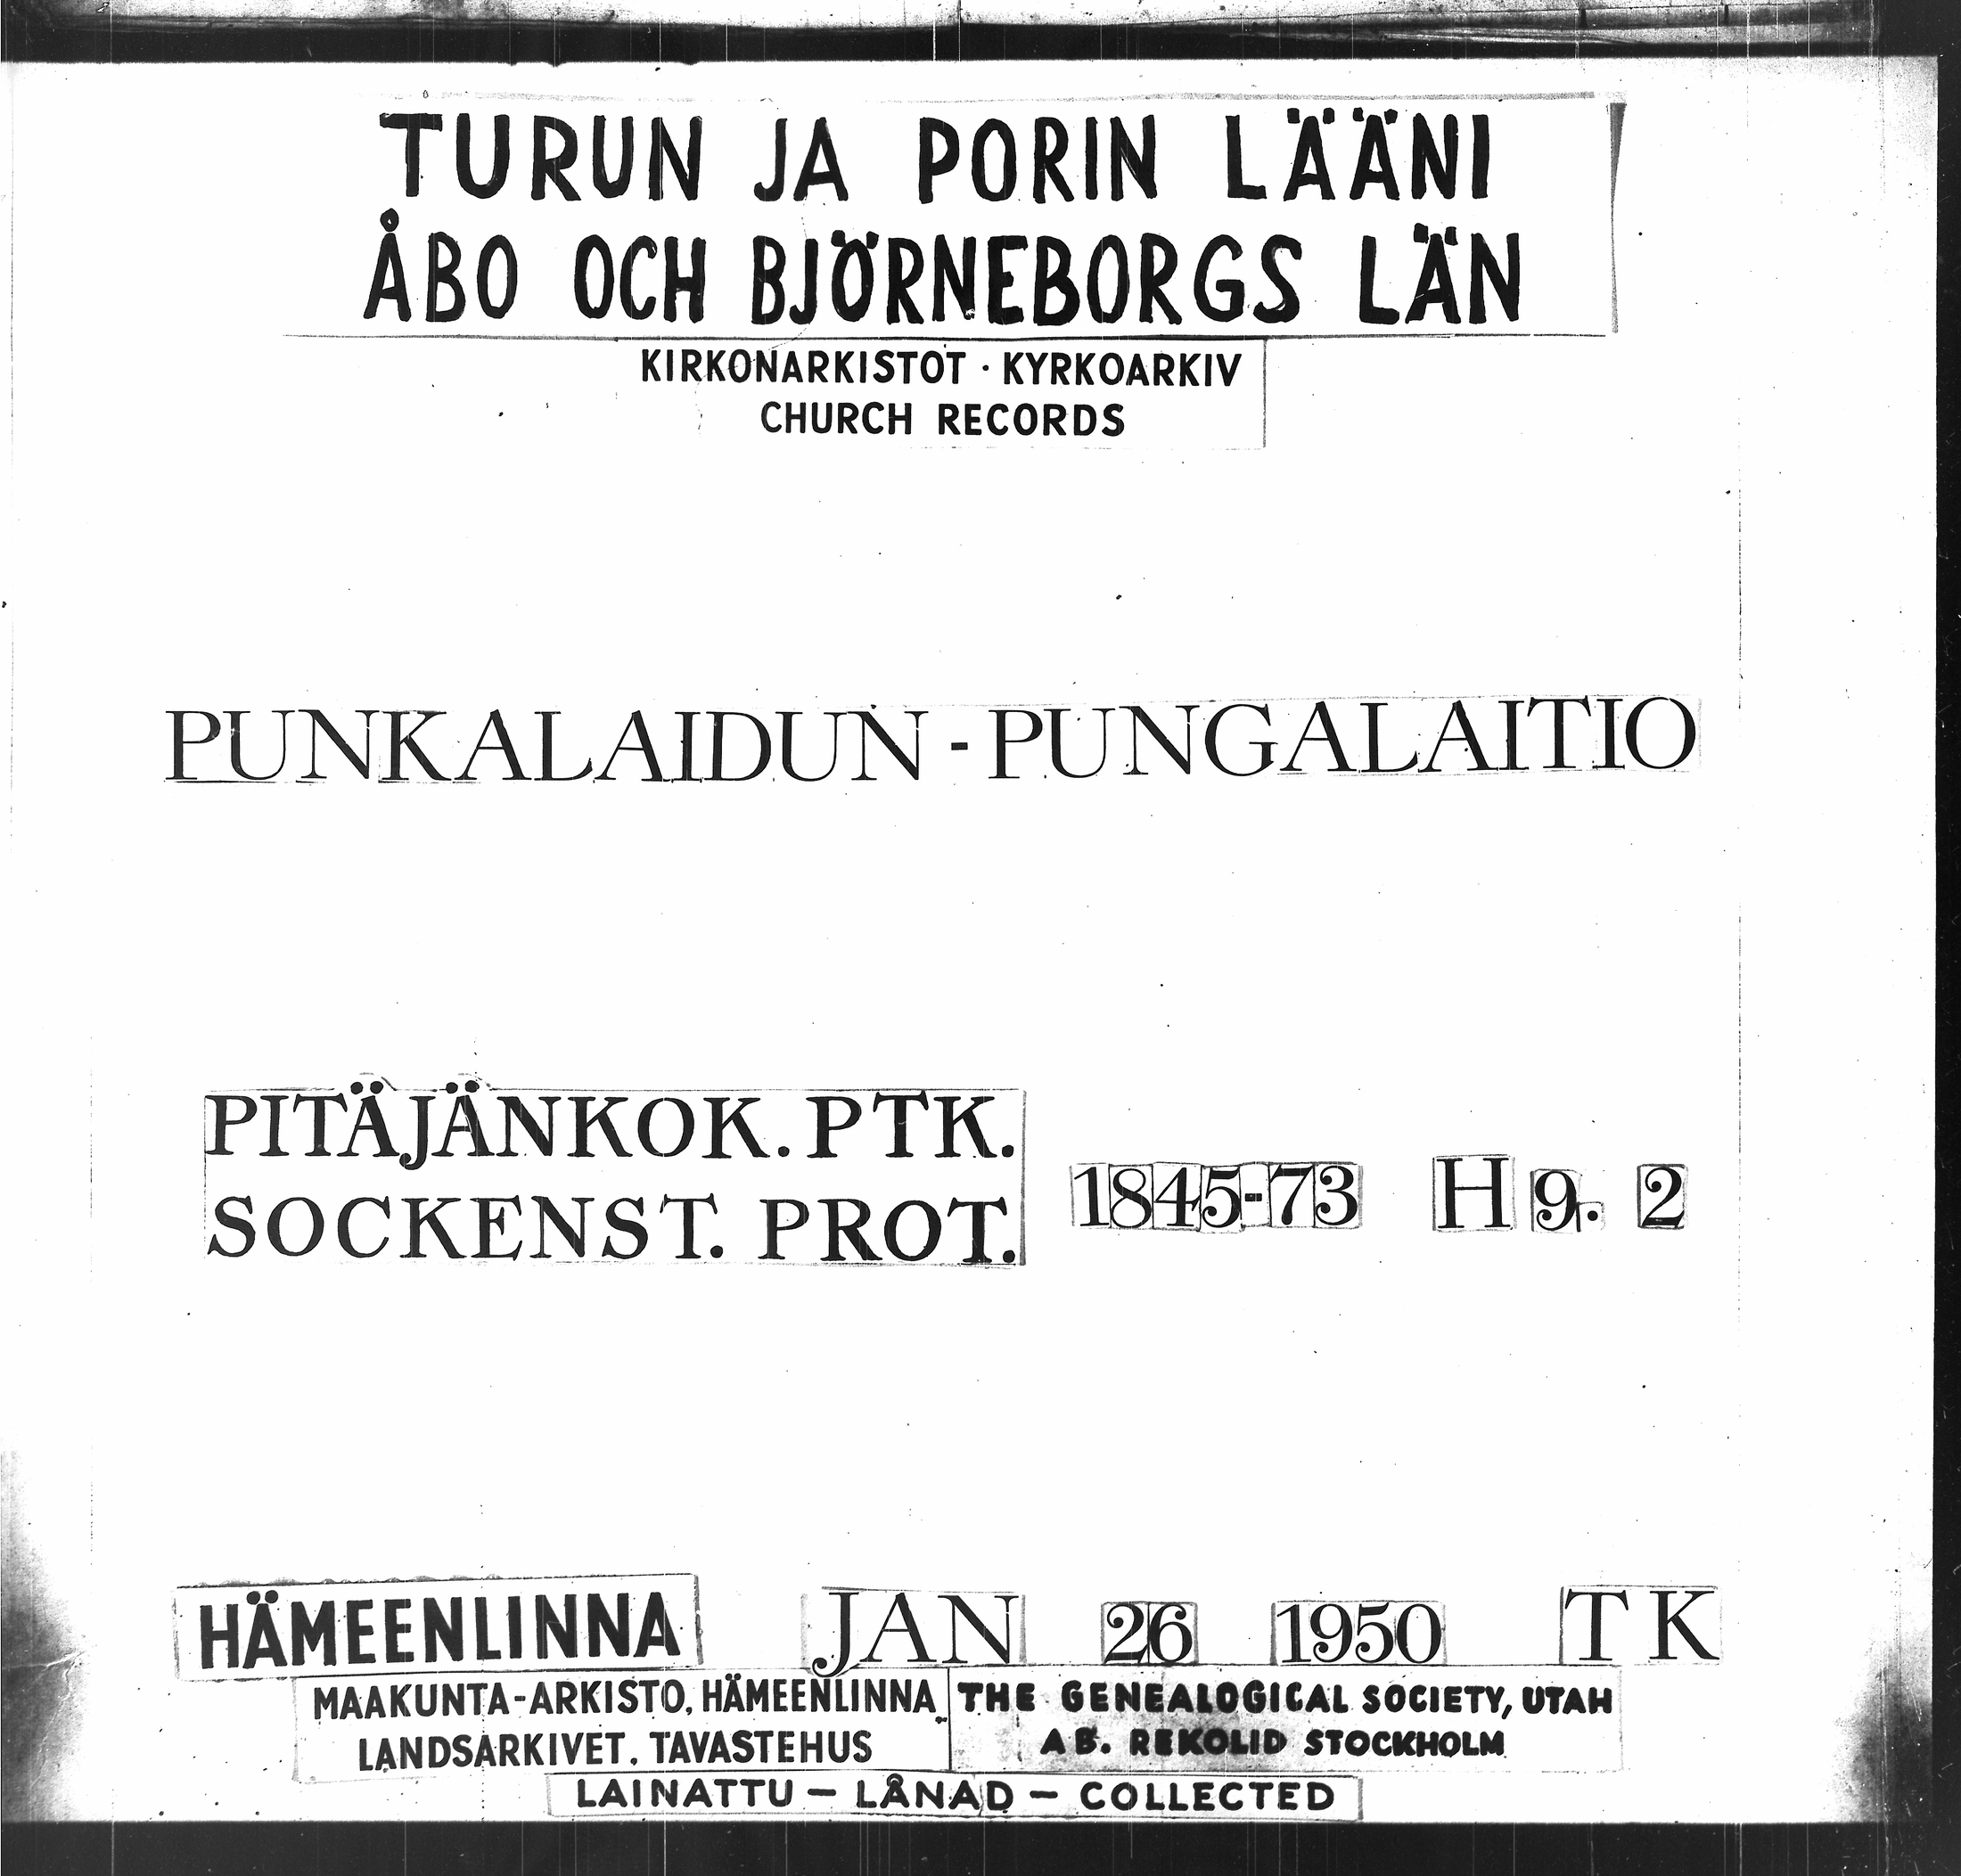 TURUN JA PORIN LÄÄNI
ÅBO OCH BJÖRNEBORGS LÄN
KIRKONARKISTOT · KYRKOARKIV
CHURCH RECORDS
PUNKALAIDUN - PUNGALAITIO
PITÄJÄNKOK. PTK.
SOCKENST. PROT.
1845-73 H 9. 2
HÄMEENLINNA JAN 26 1950 TK
MAAKUNTA-ARKISTO, HÄMEENLINNA
LANDSARKIVET. TAVASTEHUS
THE GENEALOGICAL SOCIETY, UTAH
AB. REKOLID STOCKHOLM
LAINATTU – LÅNAD – COLLECTED